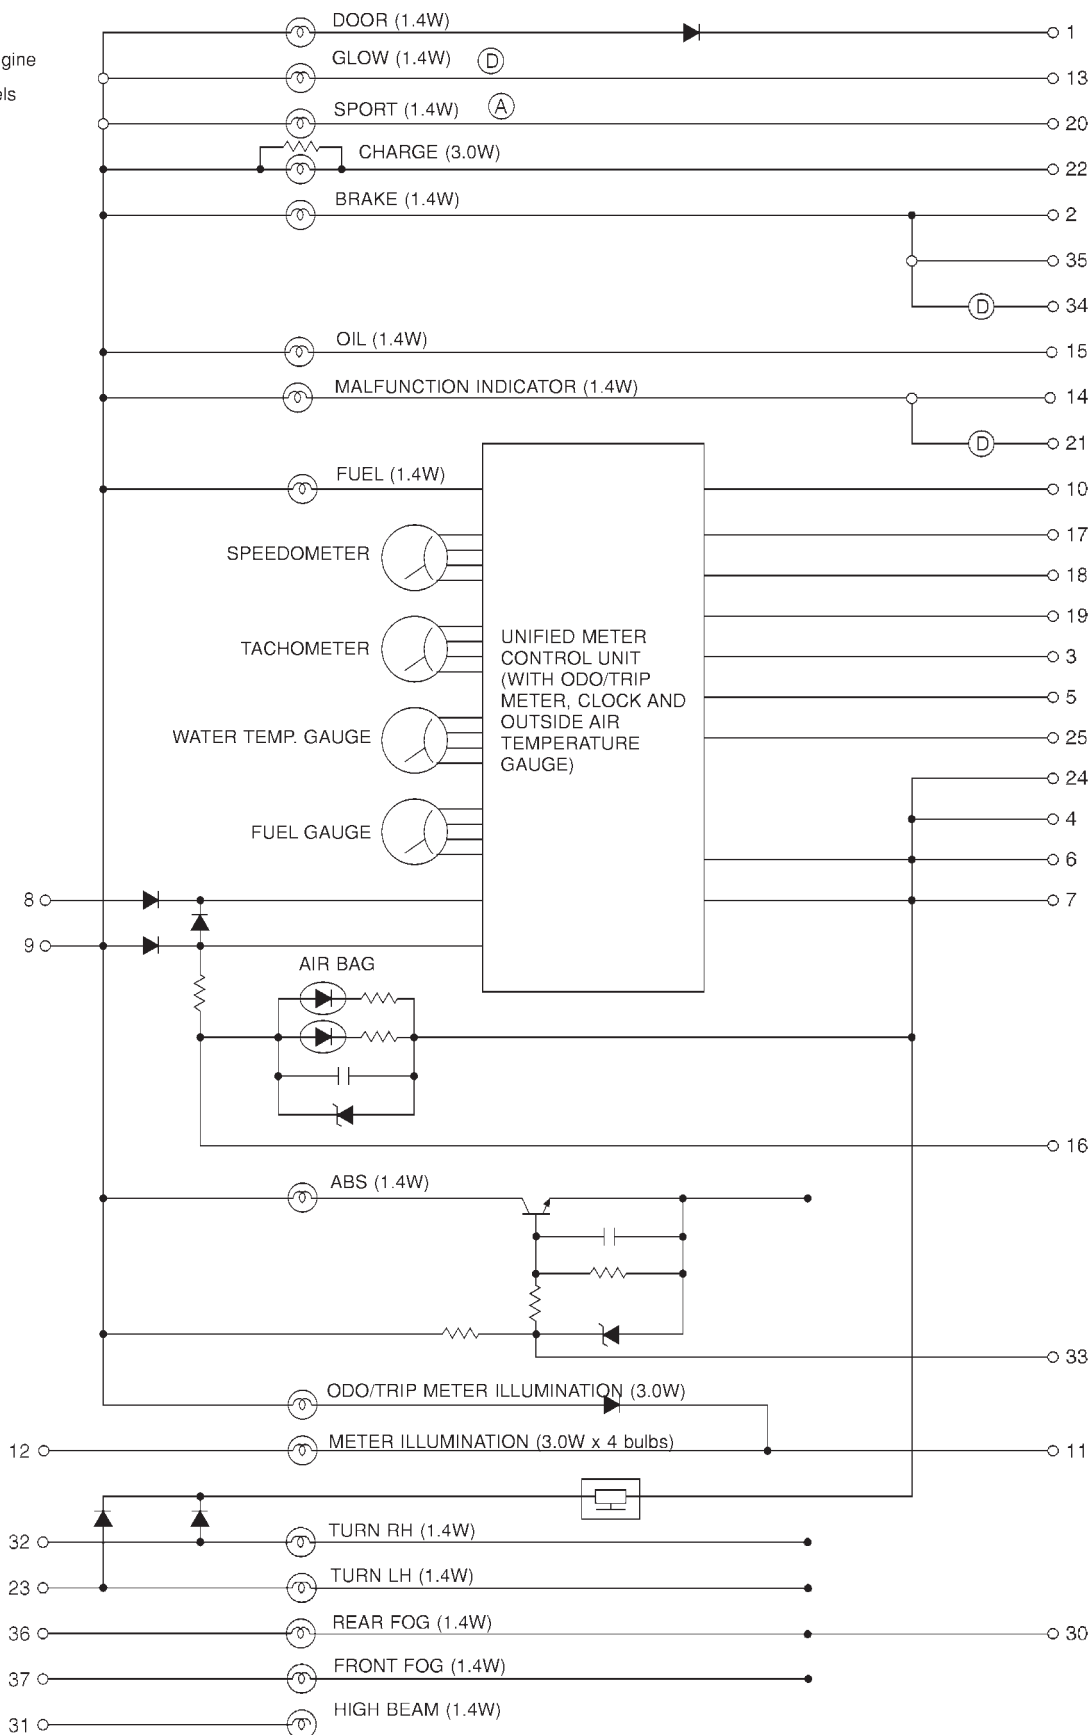 DOOR (1.4W)
1
gine
GLOW (1.4W) D
13
els
SPORT (1.4W) A
20
CHARGE (3.0W)
22
BRAKE (1.4W)
2
35
D 34
OIL (1.4W)
15
MALFUNCTION INDICATOR (1.4W)
14
D 21
FUEL (1.4W)
10
17
SPEEDOMETER
18
19
TACHOMETER
UNIFIED METER
CONTROL UNIT
(WITH ODO/TRIP
METER, CLOCK AND
OUTSIDE AIR
TEMPERATURE
GAUGE)
3
5
WATER TEMP. GAUGE
25
24
4
FUEL GAUGE
6
8
7
9
AIR BAG
16
ABS (1.4W)
33
ODO/TRIP METER ILLUMINATION (3.0W)
12
METER ILLUMINATION (3.0W x 4 bulbs)
11
32
TURN RH (1.4W)
23
TURN LH (1.4W)
36
REAR FOG (1.4W)
30
37
FRONT FOG (1.4W)
31
HIGH BEAM (1.4W)